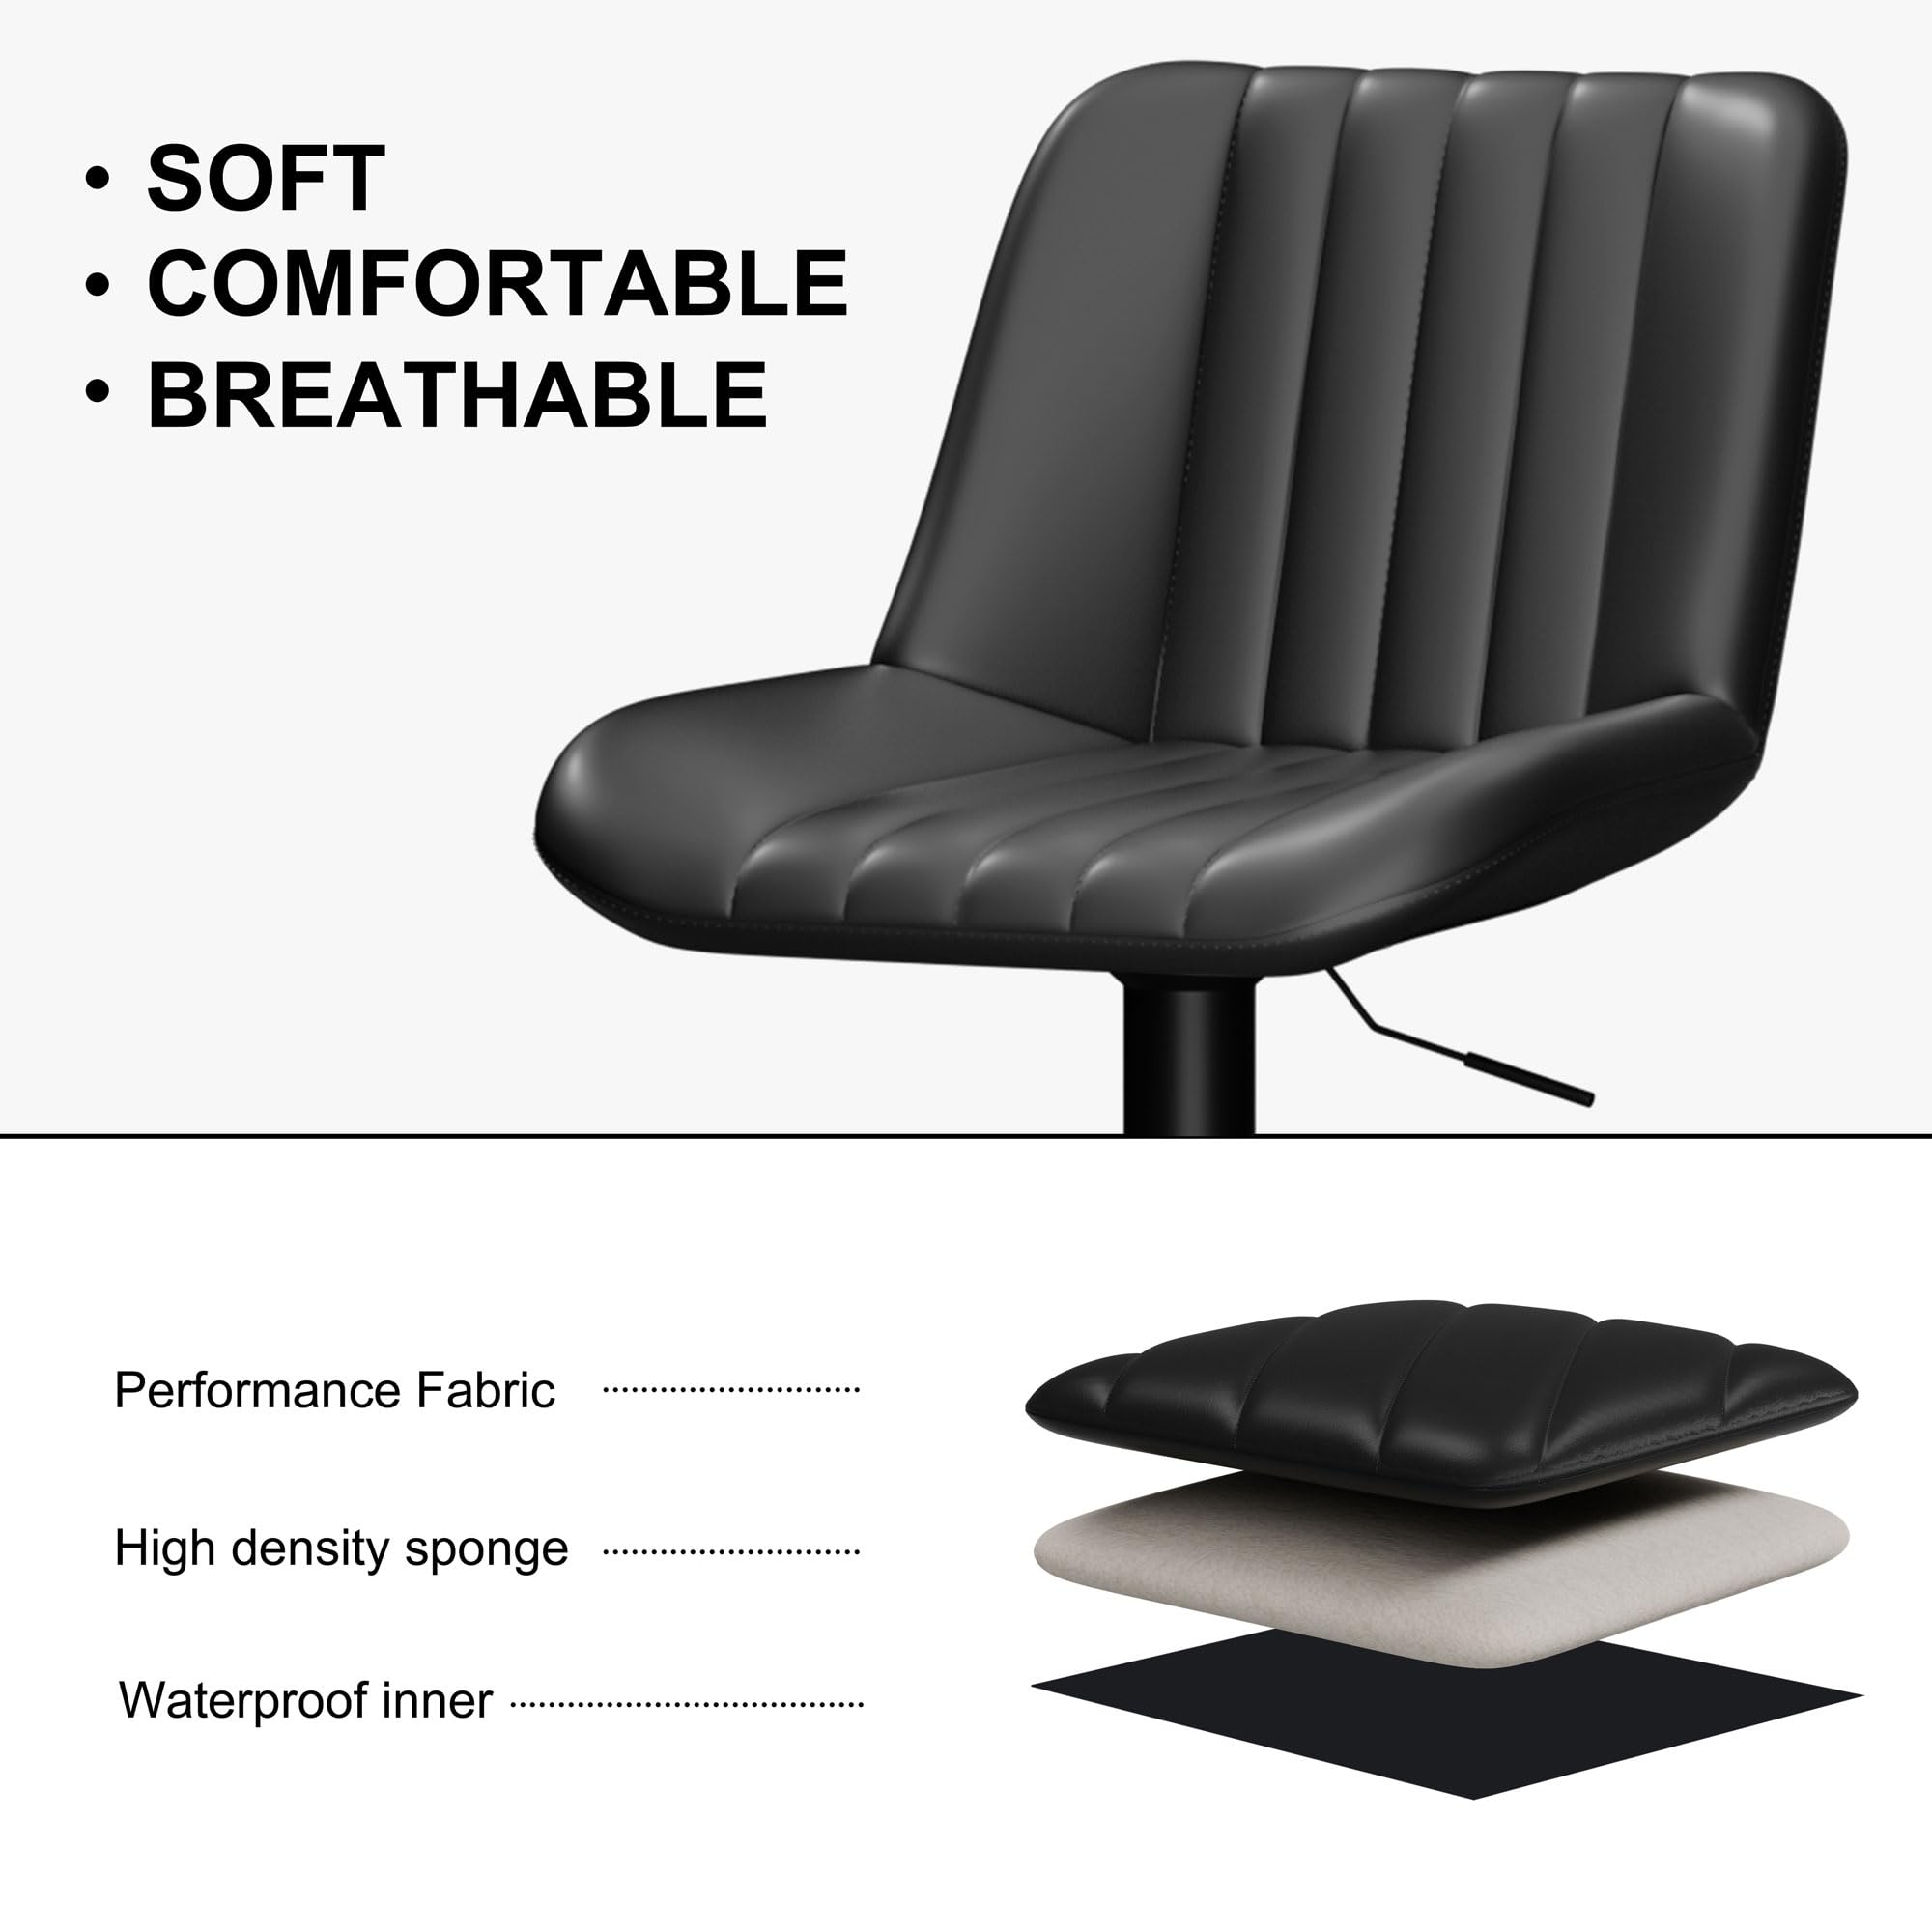 • SOFT
• COMFORTABLE
• BREATHABLE
Performance Fabric
High density sponge
Waterproof inner